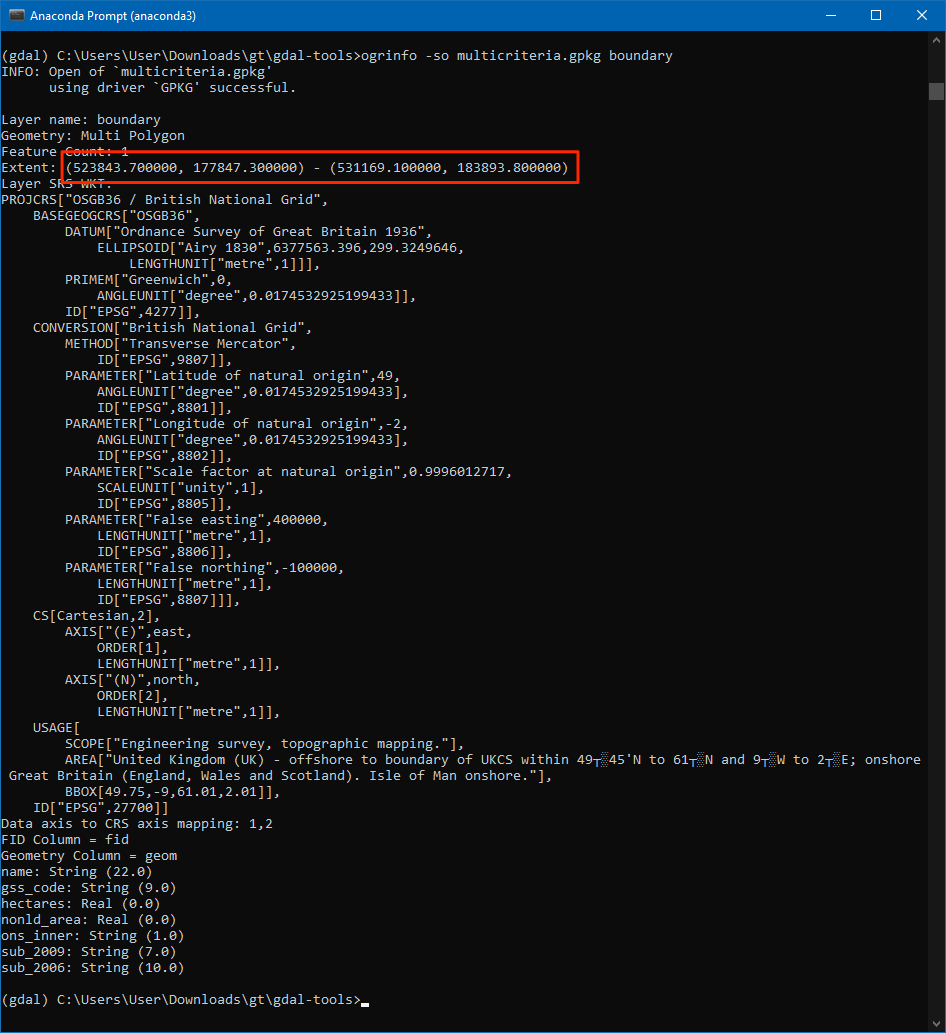 Anaconda Prompt (anaconda3)
(gdal) C:\Users\User\Downloads\gt\gdal-tools>ogrinfo -so multicriteria.gpkg boundary
INFO: Open of `multicriteria.gpkg'
      using driver `GPKG' successful.

Layer name: boundary
Geometry: Multi Polygon
Feature Count: 1
Extent: (523843.700000, 177847.300000) - (531169.100000, 183893.800000)
Layer SRS WKT:
PROJCRS["OSGB36 / British National Grid",
    BASEGEOGCRS["OSGB36",
        DATUM["Ordnance Survey of Great Britain 1936",
            ELLIPSOID["Airy 1830",6377563.396,299.3249646,
                LENGTHUNIT["metre",1]]],
        PRIMEM["Greenwich",0,
            ANGLEUNIT["degree",0.0174532925199433]],
        ID["EPSG",4277]],
    CONVERSION["British National Grid",
        METHOD["Transverse Mercator",
            ID["EPSG",9807]],
        PARAMETER["Latitude of natural origin",49,
            ANGLEUNIT["degree",0.0174532925199433],
            ID["EPSG",8801]],
        PARAMETER["Longitude of natural origin",-2,
            ANGLEUNIT["degree",0.0174532925199433],
            ID["EPSG",8802]],
        PARAMETER["Scale factor at natural origin",0.9996012717,
            SCALEUNIT["unity",1],
            ID["EPSG",8805]],
        PARAMETER["False easting",400000,
            LENGTHUNIT["metre",1],
            ID["EPSG",8806]],
        PARAMETER["False northing",-100000,
            LENGTHUNIT["metre",1],
            ID["EPSG",8807]]],
    CS[Cartesian,2],
        AXIS["(E)",east,
            ORDER[1],
            LENGTHUNIT["metre",1]],
        AXIS["(N)",north,
            ORDER[2],
            LENGTHUNIT["metre",1]],
    USAGE[
        SCOPE["Engineering survey, topographic mapping."],
        AREA["United Kingdom (UK) - offshore to boundary of UKCS within 49┬░45'N to 61┬░N and 9┬░W to 2┬░E; onshore
 Great Britain (England, Wales and Scotland). Isle of Man onshore."],
        BBOX[49.75,-9,61.01,2.01]],
    ID["EPSG",27700]]
Data axis to CRS axis mapping: 1,2
FID Column = fid
Geometry Column = geom
name: String (22.0)
gss_code: String (9.0)
hectares: Real (0.0)
nonld_area: Real (0.0)
ons_inner: String (1.0)
sub_2009: String (7.0)
sub_2006: String (10.0)

(gdal) C:\Users\User\Downloads\gt\gdal-tools>